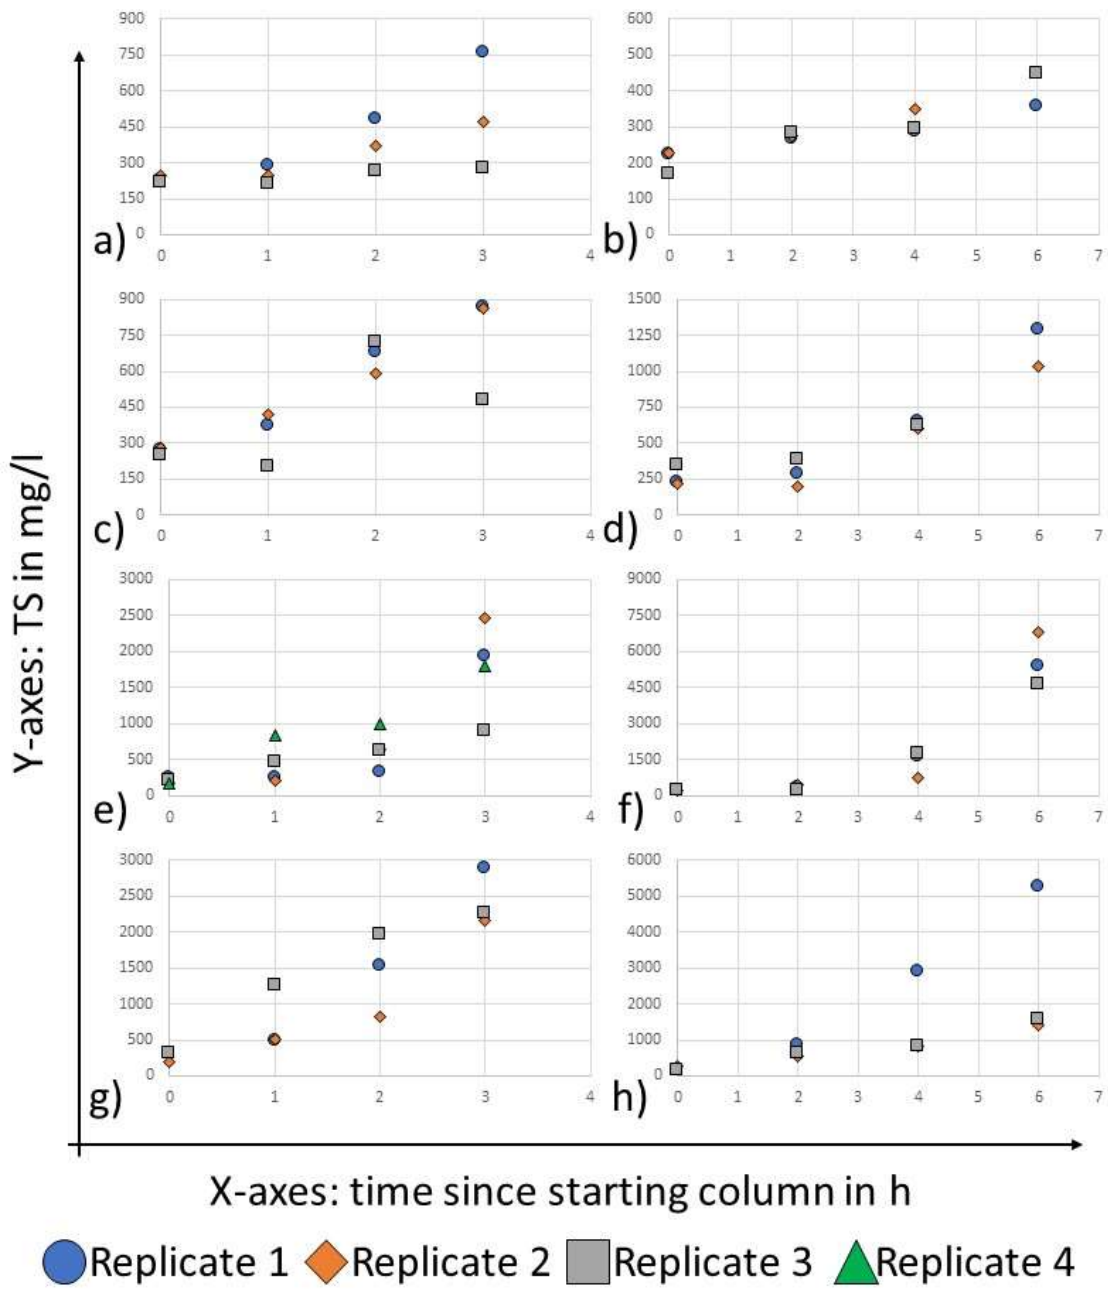 900
750
600
450
300
150
0
a)
0 1 2 3 4
600
500
400
300
200
100
0
b)
0 1 2 3 4 5 6 7
900
750
600
450
300
150
0
c)
0 1 2 3 4
1500
1250
1000
750
500
250
0
d)
0 1 2 3 4 5 6 7
3000
2500
2000
1500
1000
500
0
e)
0 1 2 3 4
9000
7500
6000
4500
3000
1500
0
f)
0 1 2 3 4 5 6 7
3000
2500
2000
1500
1000
500
0
g)
0 1 2 3 4
6000
5000
4000
3000
2000
1000
0
h)
0 1 2 3 4 5 6 7
Y-axes: TS in mg/l
X-axes: time since starting column in h
Replicate 1 Replicate 2 Replicate 3 Replicate 4